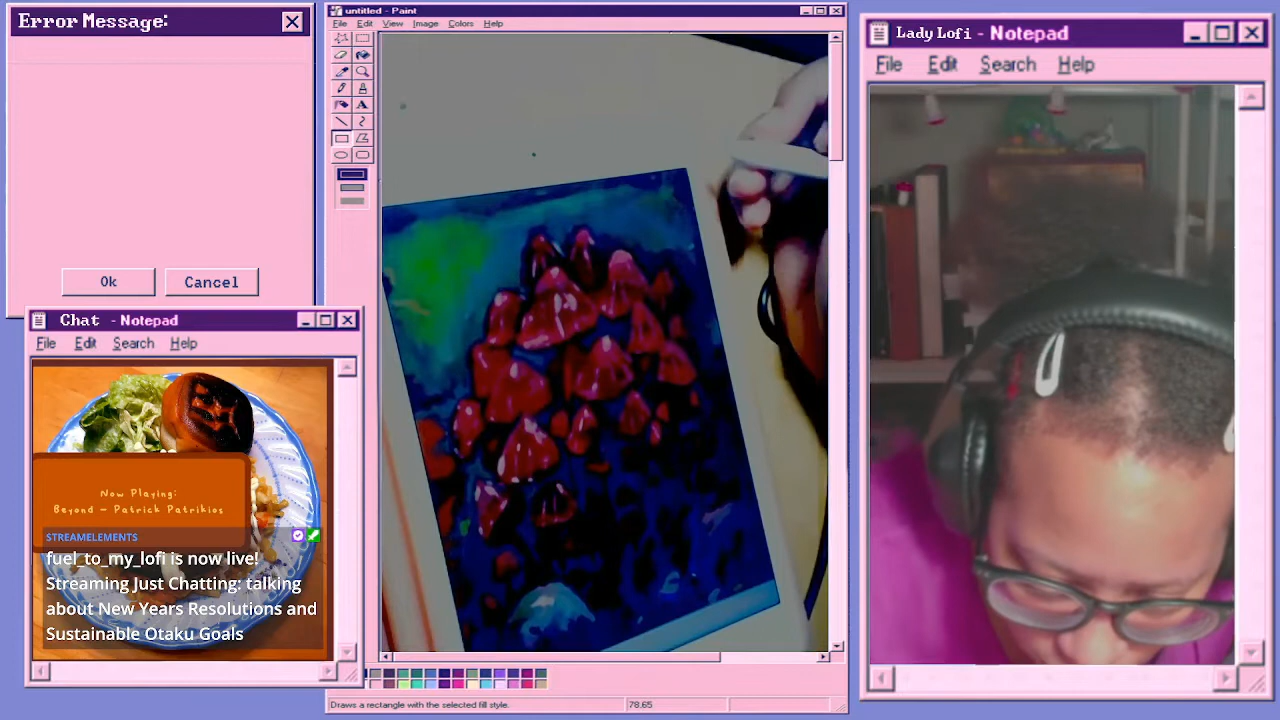 Error Message:
Ok
Cancel
Chat - Notepad
File Edit Search Help
Now Playing:
Beyond - Patrick Patrikios
STREAMELEMENTS
fuel_to_my_lofi is now live!
Streaming Just Chatting: talking
about New Years Resolutions and
Sustainable Otaku Goals
untitled - Paint
File Edit View Image Colors Help
A
Draws a rectangle with the selected fill style.
78.65
Lady Lofi - Notepad
File Edit Search Help